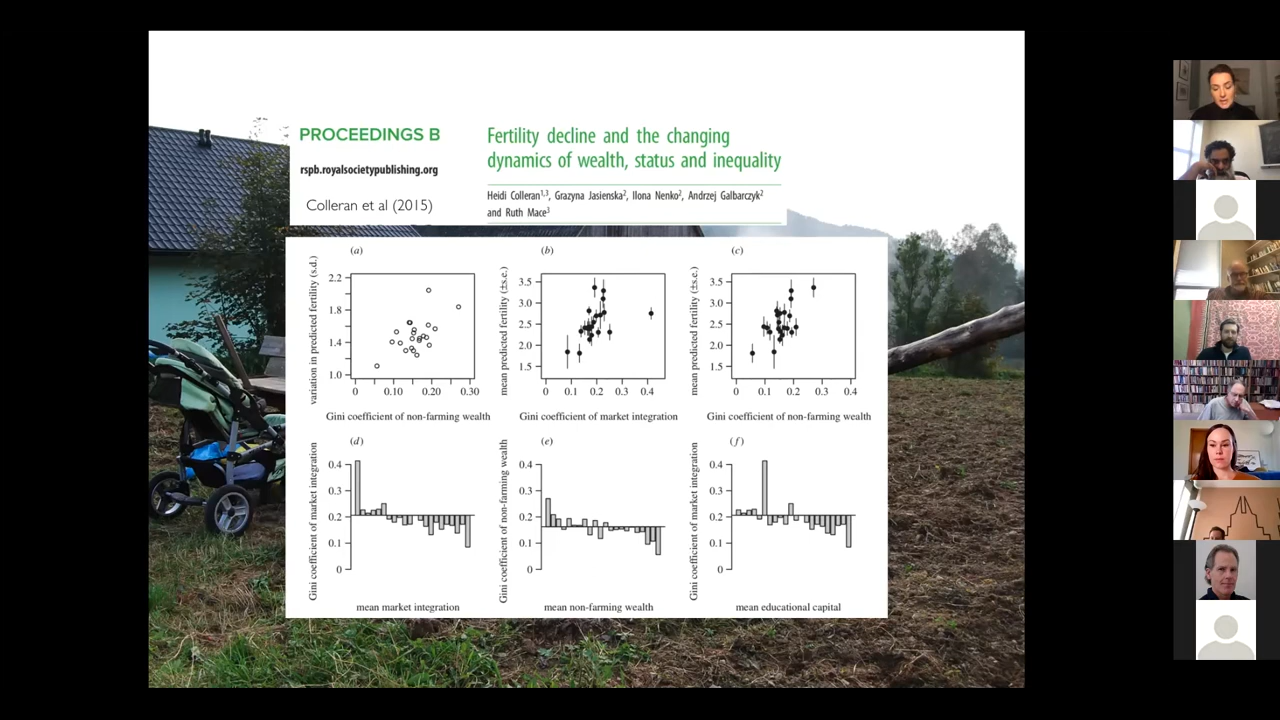 PROCEEDINGS B
rspb.royalsocietypublishing.org
Colleran et al (2015)
Fertility decline and the changing
dynamics of wealth, status and inequality
Heidi Colleran1,3, Grazyna Jasienska2, Ilona Nenko2, Andrzej Galbarczyk2
and Ruth Mace3
(a)
variation in predicted fertility (s.d.)
2.2
1.8
1.4
1.0
0 0.10 0.20 0.30
Gini coefficient of non-farming wealth
(b)
mean predicted fertility (±s.e.)
3.5
3.0
2.5
2.0
1.5
0 0.1 0.2 0.3 0.4
Gini coefficient of market integration
(c)
mean predicted fertility (±s.e.)
3.5
3.0
2.5
2.0
1.5
0 0.1 0.2 0.4
Gini coefficient of non-farming wealth
(d)
Gini coefficient of market integration
0.4
0.3
0.2
0.1
0
mean market integration
(e)
Gini coefficient of non-farming wealth
0.4
0.3
0.2
0.1
0
mean non-farming wealth
(f)
Gini coefficient of market integration
0.4
0.3
0.2
0.1
0
mean educational capital